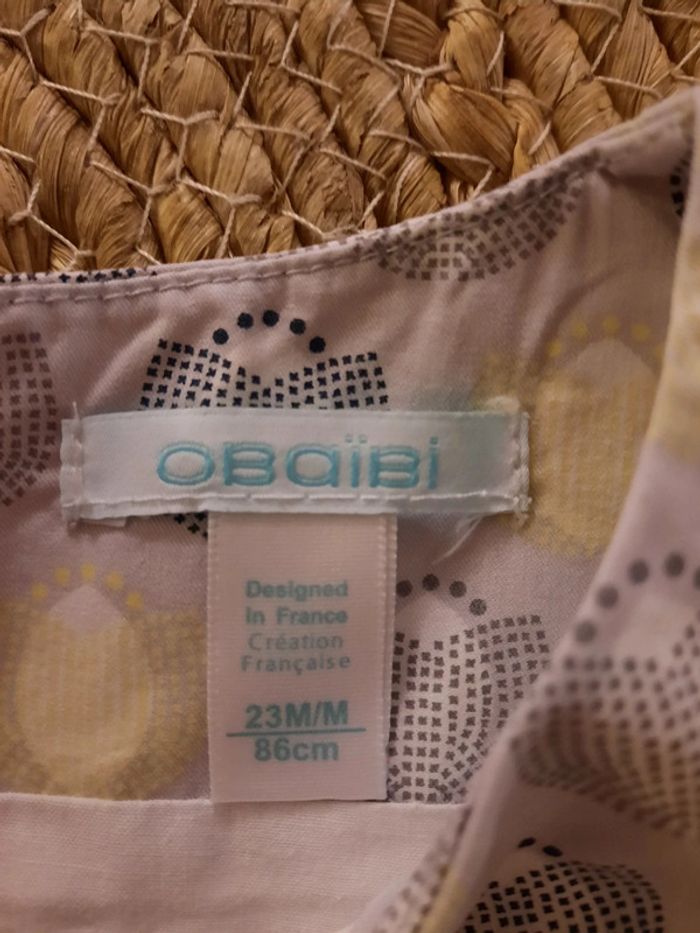 OBaïBi
Designed
in France
Création
Française
23M/M
86cm